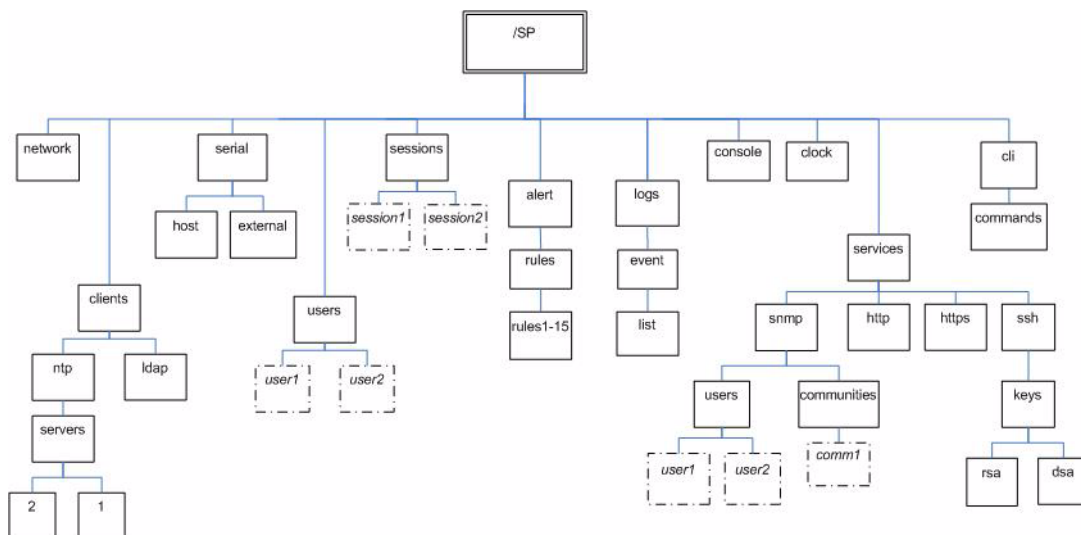 /SP
network
serial
sessions
console
clock
cli
alert
logs
session1
session2
host
external
commands
services
rules
event
clients
users
snmp
http
https
ssh
rules1-15
list
ntp
ldap
user1
user2
users
communities
keys
servers
comm1
user1
user2
rsa
dsa
2
1